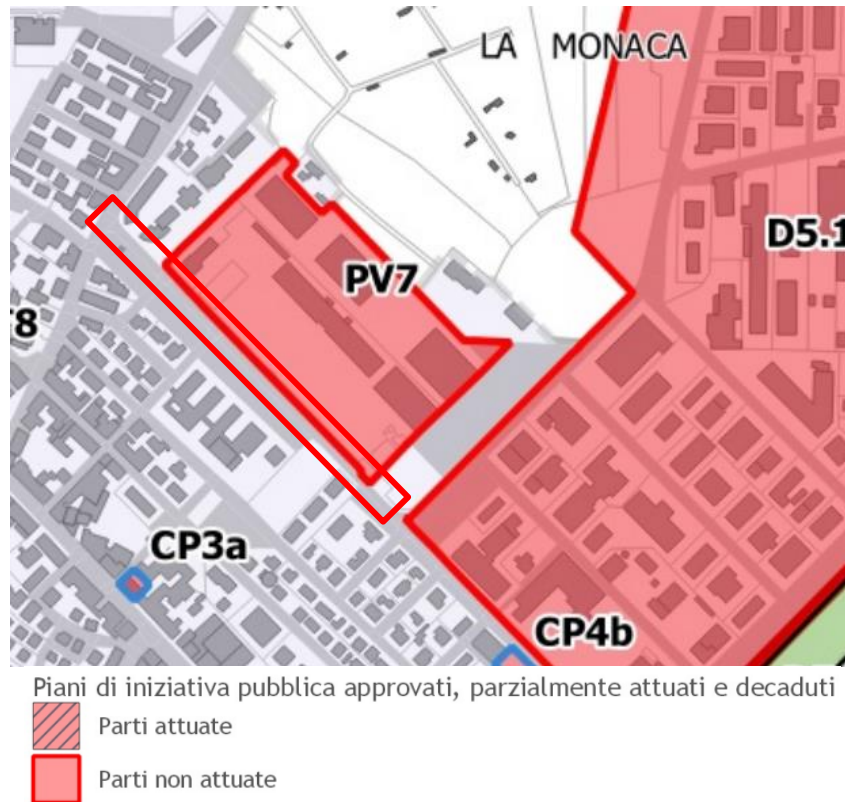 LA MONACA
D5.1
PV7
8
CP3a
CP4b
Piani di iniziativa pubblica approvati, parzialmente attuati e decaduti
Parti attuate
Parti non attuate